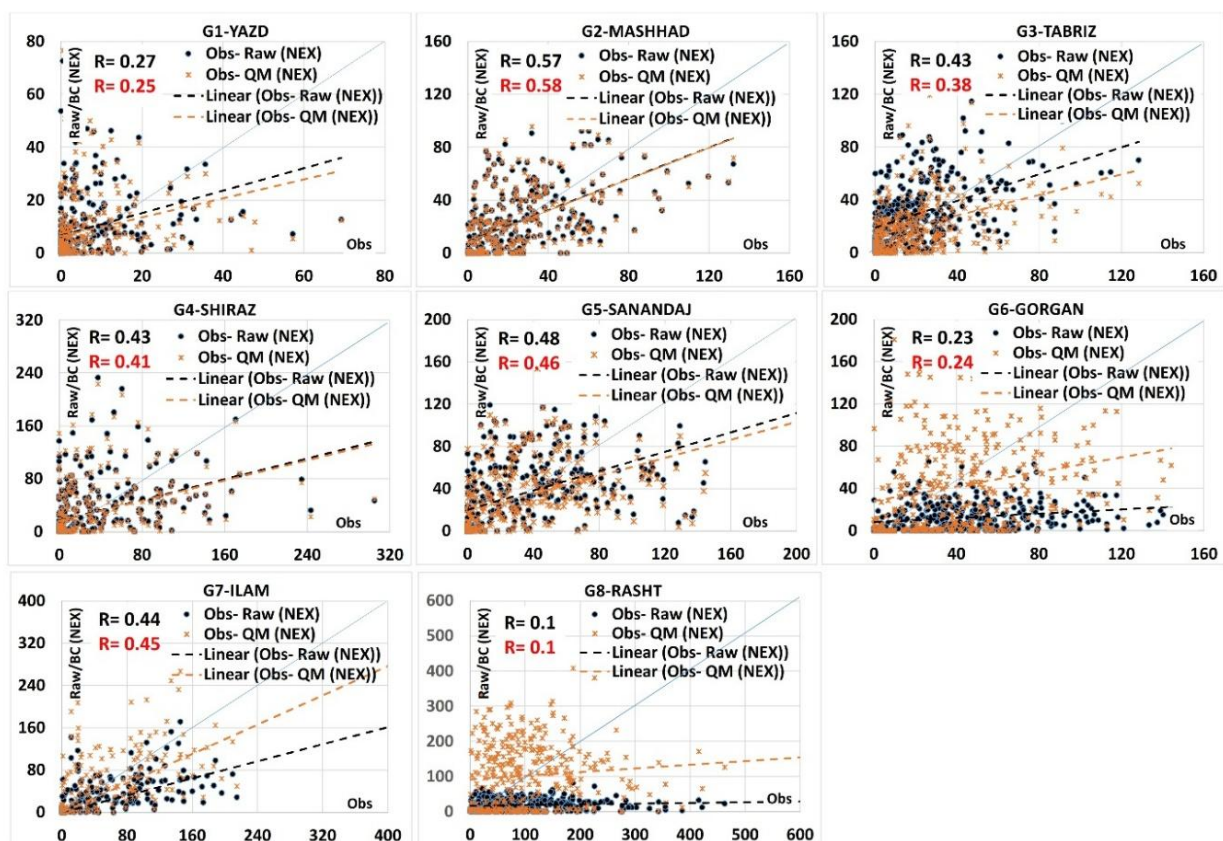 G1-YAZD
80
60
40
20
0
0 20 40 60 80
Raw/BC (NEX)
Obs
R= 0.27
R= 0.25
Obs- Raw (NEX)
Obs- QM (NEX)
Linear (Obs- Raw (NEX))
Linear (Obs- QM (NEX))
G2-MASHHAD
160
120
80
40
0
0 40 80 120 160
Raw/BC (NEX)
Obs
R= 0.57
R= 0.58
Obs- Raw (NEX)
Obs- QM (NEX)
Linear (Obs- Raw (NEX))
Linear (Obs- QM (NEX))
G3-TABRIZ
160
120
80
40
0
0 40 80 120 160
Raw/BC (NEX)
Obs
R= 0.43
R= 0.38
Obs- Raw (NEX)
Obs- QM (NEX)
Linear (Obs- Raw (NEX))
Linear (Obs- QM (NEX))
G4-SHIRAZ
320
240
160
80
0
0 80 160 240 320
Raw/BC (NEX)
Obs
R= 0.43
R= 0.41
Obs- Raw (NEX)
Obs- QM (NEX)
Linear (Obs- Raw (NEX))
Linear (Obs- QM (NEX))
G5-SANANDAJ
200
160
120
80
40
0
0 40 80 120 160 200
Raw/BC (NEX)
Obs
R= 0.48
R= 0.46
Obs- Raw (NEX)
Obs- QM (NEX)
Linear (Obs- Raw (NEX))
Linear (Obs- QM (NEX))
G6-GORGAN
200
160
120
80
40
0
0 40 80 120 160
Raw/BC (NEX)
Obs
R= 0.23
R= 0.24
Obs- Raw (NEX)
Obs- QM (NEX)
Linear (Obs- Raw (NEX))
Linear (Obs- QM (NEX))
G7-ILAM
400
320
240
160
80
0
0 80 160 240 320 400
Raw/BC (NEX)
Obs
R= 0.44
R= 0.45
Obs- Raw (NEX)
Obs- QM (NEX)
Linear (Obs- Raw (NEX))
Linear (Obs- QM (NEX))
G8-RASHT
600
500
400
300
200
100
0
0 100 200 300 400 500 600
Raw/BC (NEX)
Obs
R= 0.1
R= 0.1
Obs- Raw (NEX)
Obs- QM (NEX)
Linear (Obs- Raw (NEX))
Linear (Obs- QM (NEX))